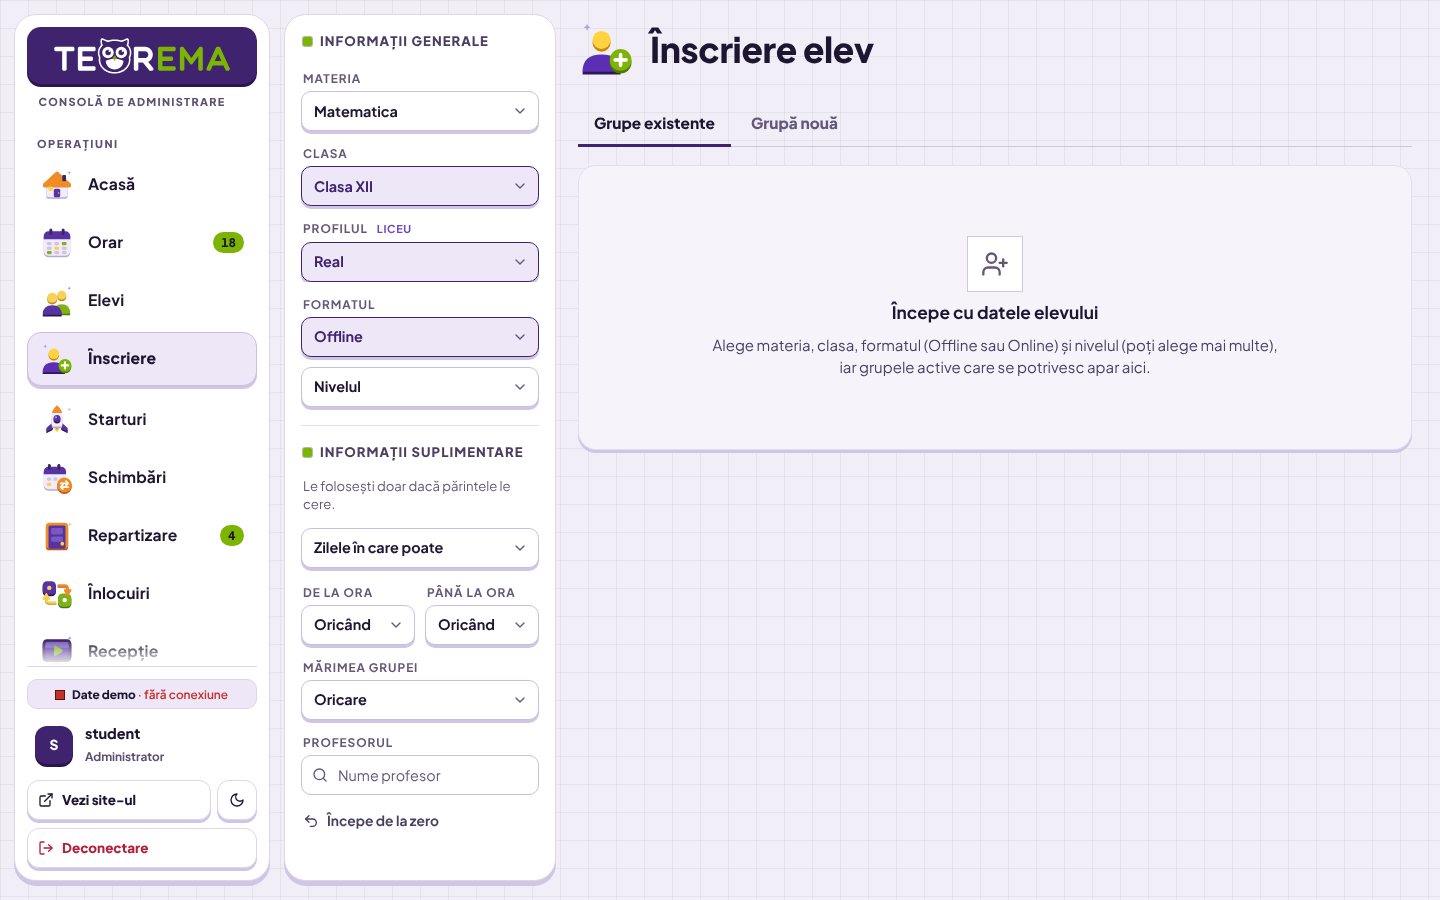 TEOREMA
CONSOLĂ DE ADMINISTRARE
OPERAȚIUNI
Acasă
Orar 18
Elevi
Înscriere
Starturi
Schimbări
Repartizare 4
Înlocuiri
Recepție
Date demo · fără conexiune
S
student
Administrator
Vezi site-ul
Deconectare
INFORMAȚII GENERALE
MATERIA
Matematica
CLASA
Clasa XII
PROFILUL LICEU
Real
FORMATUL
Offline
Nivelul
INFORMAȚII SUPLIMENTARE
Le folosești doar dacă părintele le
cere.
Zilele în care poate
DE LA ORA PÂNĂ LA ORA
Oricând Oricând
MĂRIMEA GRUPEI
Oricare
PROFESORUL
Nume profesor
Începe de la zero
Înscriere elev
Grupe existente Grupă nouă
Începe cu datele elevului
Alege materia, clasa, formatul (Offline sau Online) și nivelul (poți alege mai multe),
iar grupele active care se potrivesc apar aici.